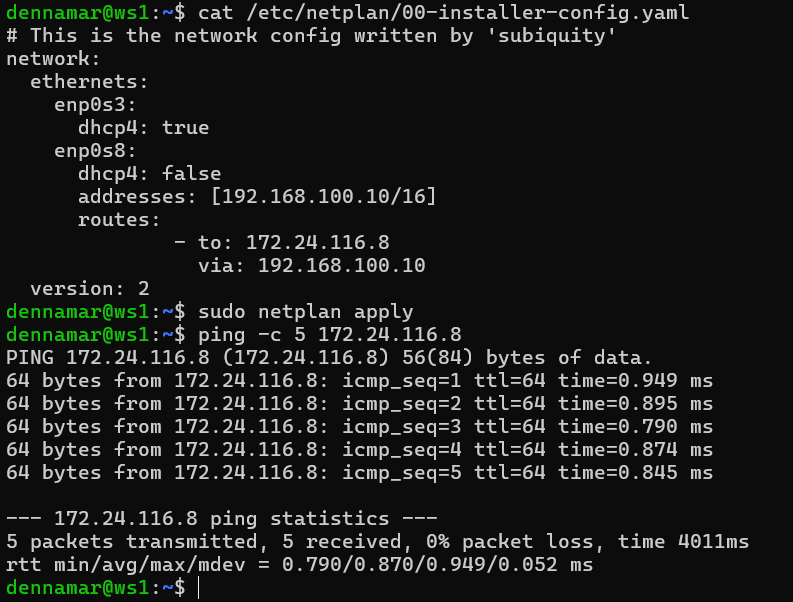 dennamar@ws1:~$ cat /etc/netplan/00-installer-config.yaml
# This is the network config written by 'subiquity'
network:
  ethernets:
    enp0s3:
      dhcp4: true
    enp0s8:
      dhcp4: false
      addresses: [192.168.100.10/16]
      routes:
              - to: 172.24.116.8
                via: 192.168.100.10
  version: 2
dennamar@ws1:~$ sudo netplan apply
dennamar@ws1:~$ ping -c 5 172.24.116.8
PING 172.24.116.8 (172.24.116.8) 56(84) bytes of data.
64 bytes from 172.24.116.8: icmp_seq=1 ttl=64 time=0.949 ms
64 bytes from 172.24.116.8: icmp_seq=2 ttl=64 time=0.895 ms
64 bytes from 172.24.116.8: icmp_seq=3 ttl=64 time=0.790 ms
64 bytes from 172.24.116.8: icmp_seq=4 ttl=64 time=0.874 ms
64 bytes from 172.24.116.8: icmp_seq=5 ttl=64 time=0.845 ms

--- 172.24.116.8 ping statistics ---
5 packets transmitted, 5 received, 0% packet loss, time 4011ms
rtt min/avg/max/mdev = 0.790/0.870/0.949/0.052 ms
dennamar@ws1:~$